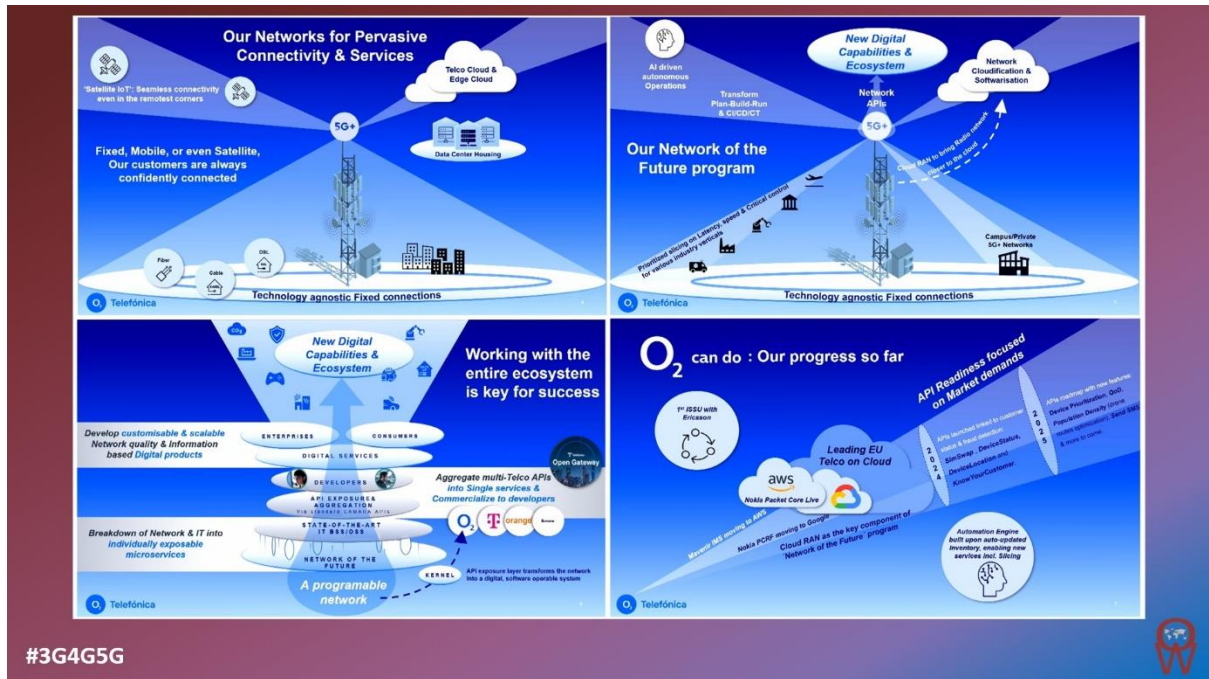 Our Networks for Pervasive
Connectivity & Services
'Satellite IoT': Seamless connectivity
even in the remotest corners
Telco Cloud &
Edge Cloud
5G+
Data Center Housing
Fixed, Mobile, or even Satellite,
Our customers are always
confidently connected
Fiber
Cable
DSL
Technology agnostic Fixed connections
O2 Telefónica
AI driven
autonomous
Operations
Transform
Plan-Build-Run
& CI/CD/CT
New Digital
Capabilities &
Ecosystem
Network
APIs
Network
Cloudification &
Softwarisation
5G+
Our Network of the
Future program
Cloud RAN to bring Radio network
closer to the cloud
Prioritized slicing on Latency, speed & Critical control
for various industry verticals
Campus/Private
5G+ Networks
Technology agnostic Fixed connections
O2 Telefónica
CO2
New Digital
Capabilities &
Ecosystem
Working with the
entire ecosystem
is key for success
Develop customisable & scalable
Network quality & Information
based Digital products
ENTERPRISES
CONSUMERS
DIGITAL SERVICES
DEVELOPERS
API EXPOSURE &
AGGREGATION
Via standard CAMARA APIs
STATE-OF-THE-ART
IT BSS/OSS
NETWORK OF THE
FUTURE
Breakdown of Network & IT into
individually exposable
microservices
Telefónica
Open Gateway
Aggregate multi-Telco APIs
into Single services &
Commercialize to developers
O2
T
orange
KERNEL
API exposure layer transforms the network
into a digital, software operable system
A programable
network
O2 Telefónica
O2 can do : Our progress so far
1st ISSU with
Ericsson
Leading EU
Telco on Cloud
aws
Nokia Packet Core Live
Mavenir IMS moving to AWS
Nokia PCRF moving to Google
Cloud RAN as the key component of
'Network of the Future' program
API Readiness focused
on Market demands
2024
APIs launched linked to customer
status & fraud detection:
SimSwap, DeviceStatus,
DeviceLocation and
KnowYourCustomer.
2025
APIs roadmap with new features:
Device Prioritization, QoD,
Population Density (drone
routes optimization), Send SMS
& more to come.
Automation Engine
built upon auto-updated
Inventory, enabling new
services incl. Slicing
O2 Telefónica
#3G4G5G